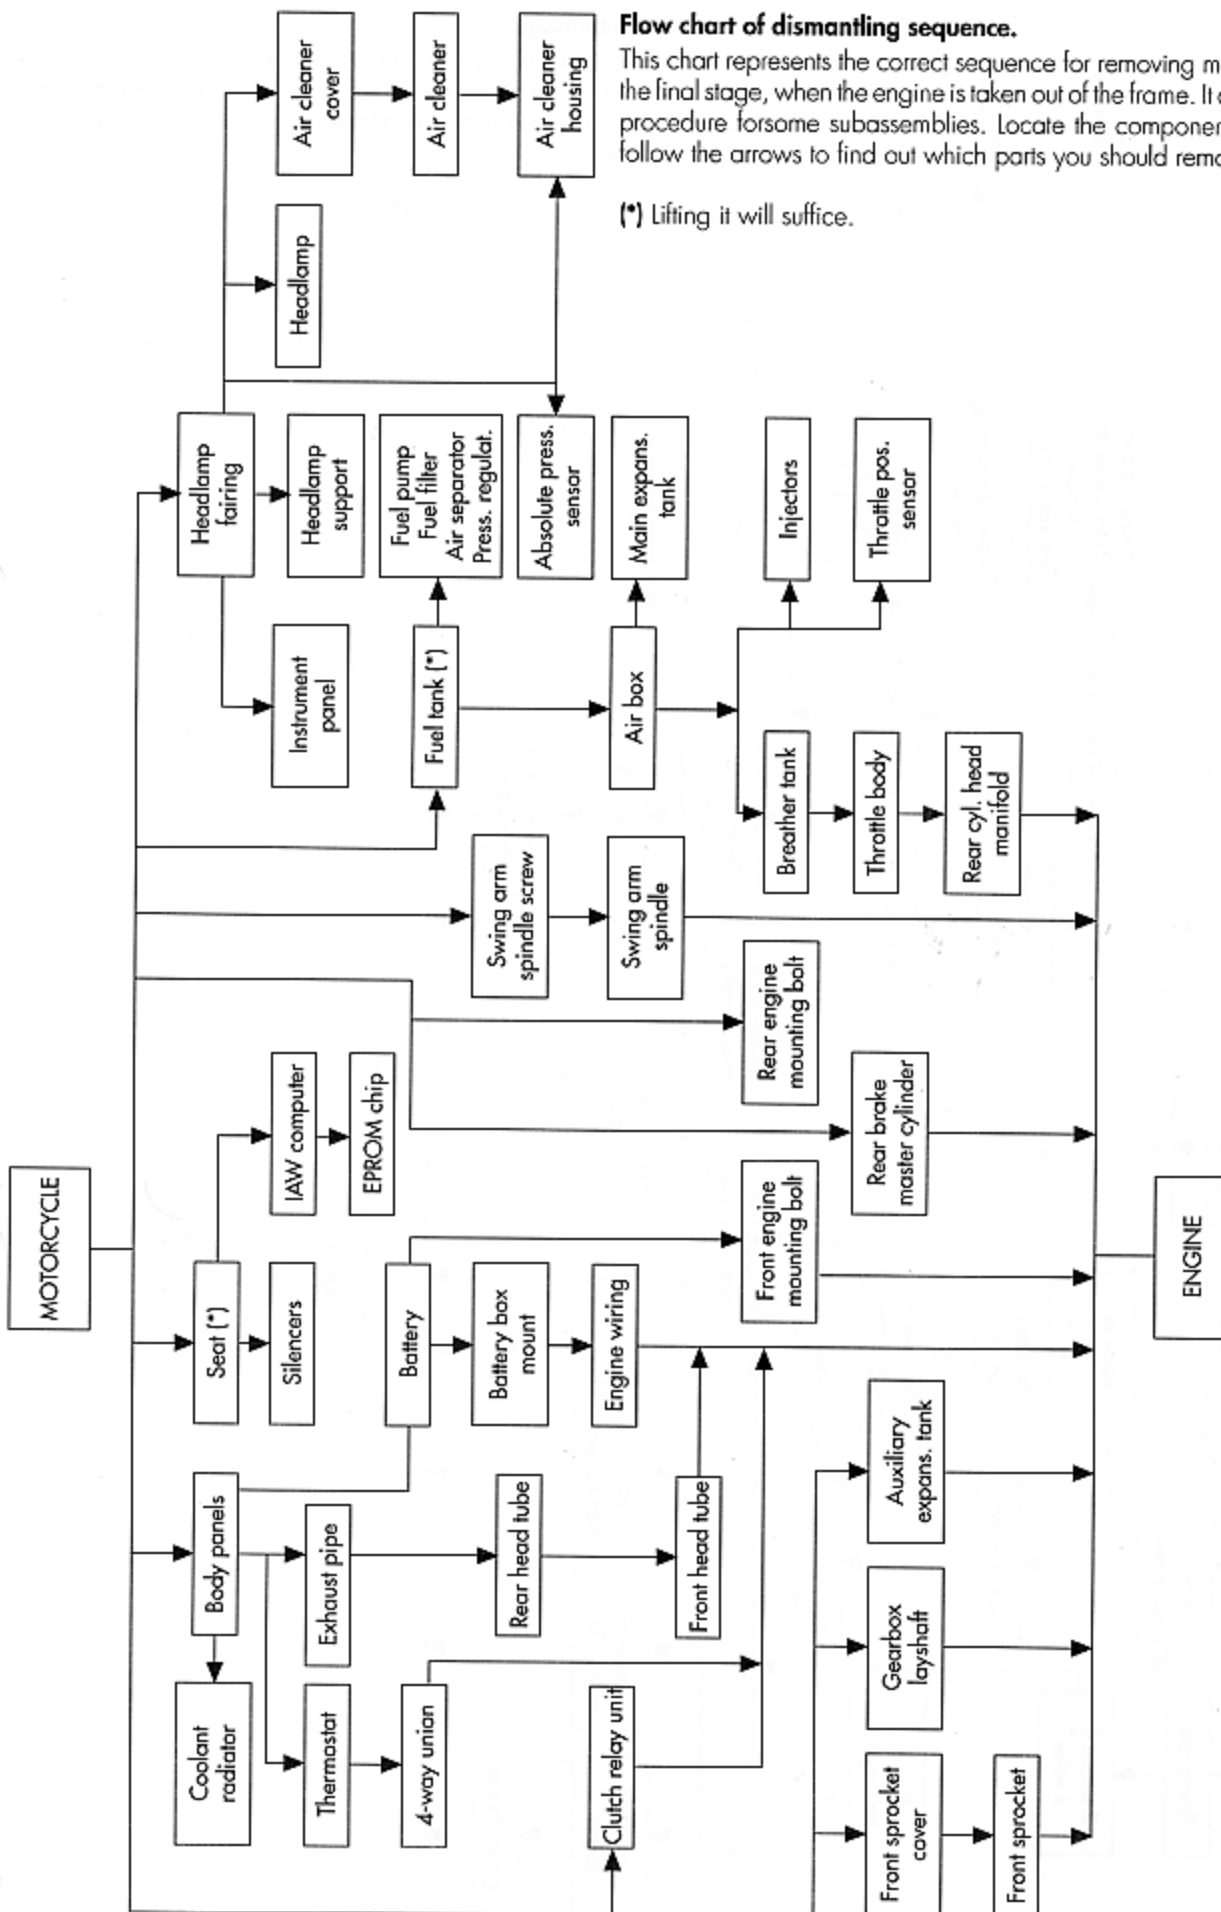 Flow chart of dismantling sequence.
This chart represents the correct sequence for removing m
the final stage, when the engine is taken out of the frame. It
procedure forsome subassemblies. Locate the componen
follow the arrows to find out which parts you should remo
(*) Lifting it will suffice.
Air cleaner
cover
Air cleaner
Air cleaner
housing
Headlamp
Headlamp
fairing
Headlamp
support
Fuel pump
Fuel filter
Air separator
Press. regulat.
Absolute press.
sensor
Main expans.
tank
Injectors
Throttle pos.
sensor
Instrument
panel
Fuel tank (*)
Air box
Breather tank
Throttle body
Rear cyl. head
manifold
Swing arm
spindle screw
Swing arm
spindle
Rear engine
mounting bolt
IAW computer
EPROM chip
Rear brake
master cylinder
MOTORCYCLE
Front engine
mounting bolt
ENGINE
Seat (*)
Silencers
Battery
Battery box
mount
Engine wiring
Auxiliary
expans. tank
Body panels
Exhaust pipe
Rear head tube
Front head tube
Gearbox
layshaft
Coolant
radiator
Thermostat
4-way union
Clutch relay unit
Front sprocket
cover
Front sprocket